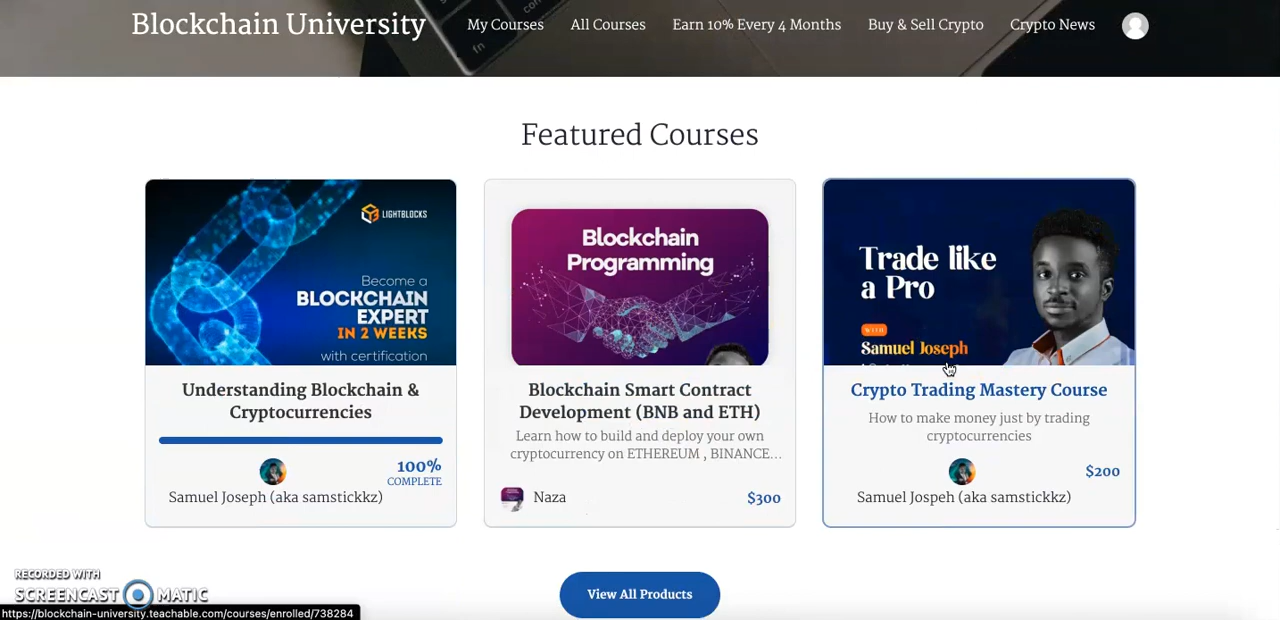 Blockchain University
My Courses
All Courses
Earn 10% Every 4 Months
Buy & Sell Crypto
Crypto News
fn
Featured Courses
LIGHTBLOCKS
Become a
BLOCKCHAIN
EXPERT
IN 2 WEEKS
with certification
Understanding Blockchain &
Cryptocurrencies
100%
COMPLETE
Samuel Joseph (aka samstickkz)
Blockchain
Programming
Blockchain Smart Contract
Development (BNB and ETH)
Learn how to build and deploy your own
cryptocurrency on ETHEREUM , BINANCE...
Naza
$300
Trade like
a Pro
WITH
Samuel Joseph
Crypto Trading Mastery Course
How to make money just by trading
cryptocurrencies
$200
Samuel Jospeh (aka samstickkz)
View All Products
RECORDED WITH
SCREENCAST MATIC
https://blockchain-university.teachable.com/courses/enrolled/738284